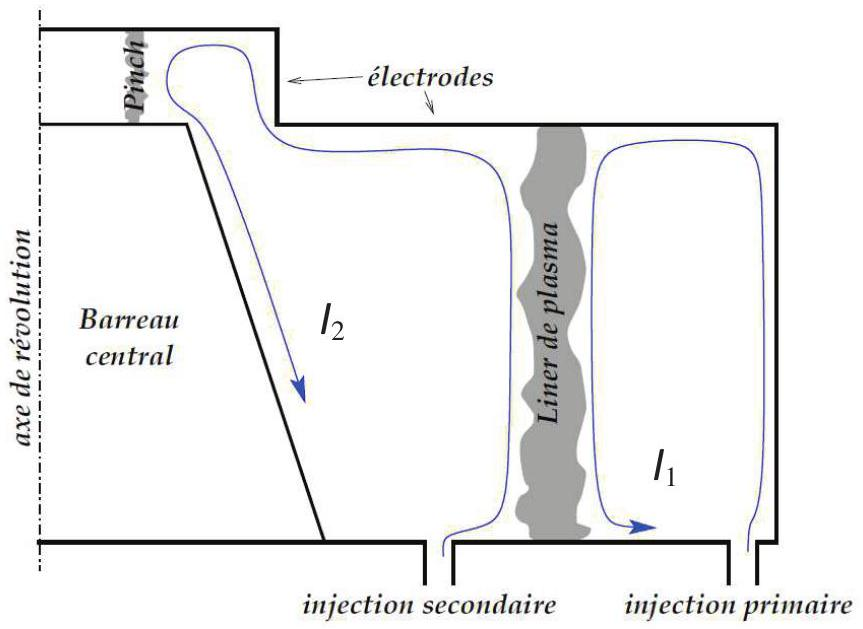 Pinch
électrodes
axe de révolution
Barreau
central
I2
Liner de plasma
I1
injection secondaire
injection primaire